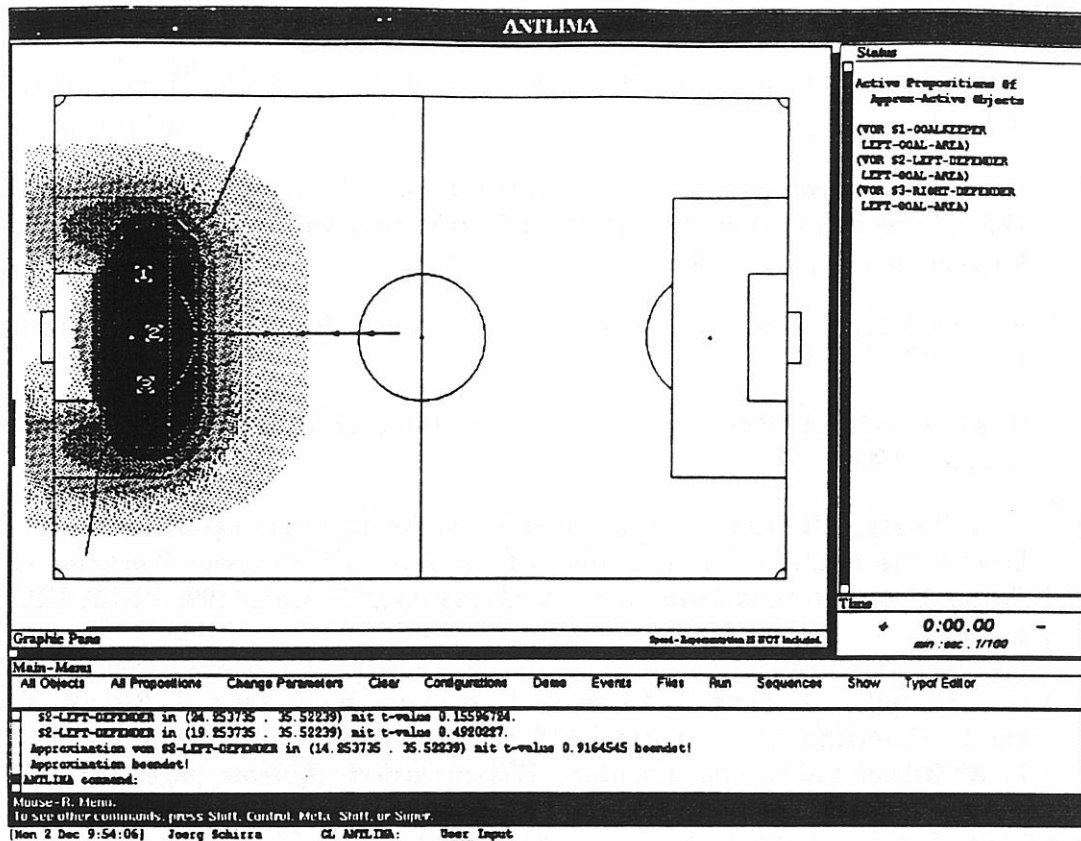 ANTLIMA
Status
Active Propositions Of
Approx-Active Objects
(VOR S1-GOALKEEPER
LEFT-GOAL-AREA)
(VOR S2-LEFT-DEFENDER
LEFT-GOAL-AREA)
(VOR S3-RIGHT-DEFENDER
LEFT-GOAL-AREA)
1
2
3
Time
+ 0:00.00 -
min :sec . 1/100
Graphic Pane
Speed-Representation IS NOT Included.
Main-Menu
All Objects All Propositions Change Parameters Clear Configurations Demo Events Files Run Sequences Show Typof Editor
S2-LEFT-DEFENDER in (24.253735 . 35.52239) mit t-value 0.15596724.
S2-LEFT-DEFENDER in (19.253735 . 35.52239) mit t-value 0.4920227.
Approximation von S2-LEFT-DEFENDER in (14.253735 . 35.52239) mit t-value 0.9164545 beendet!
Approximation beendet!
ANTLIMA command:
Mouse-R: Menu.
To see other commands, press Shift, Control, Meta-Shift, or Super.
[Mon 2 Dec 9:54:06] Joerg Schirra CL ANTLIMA: User Input